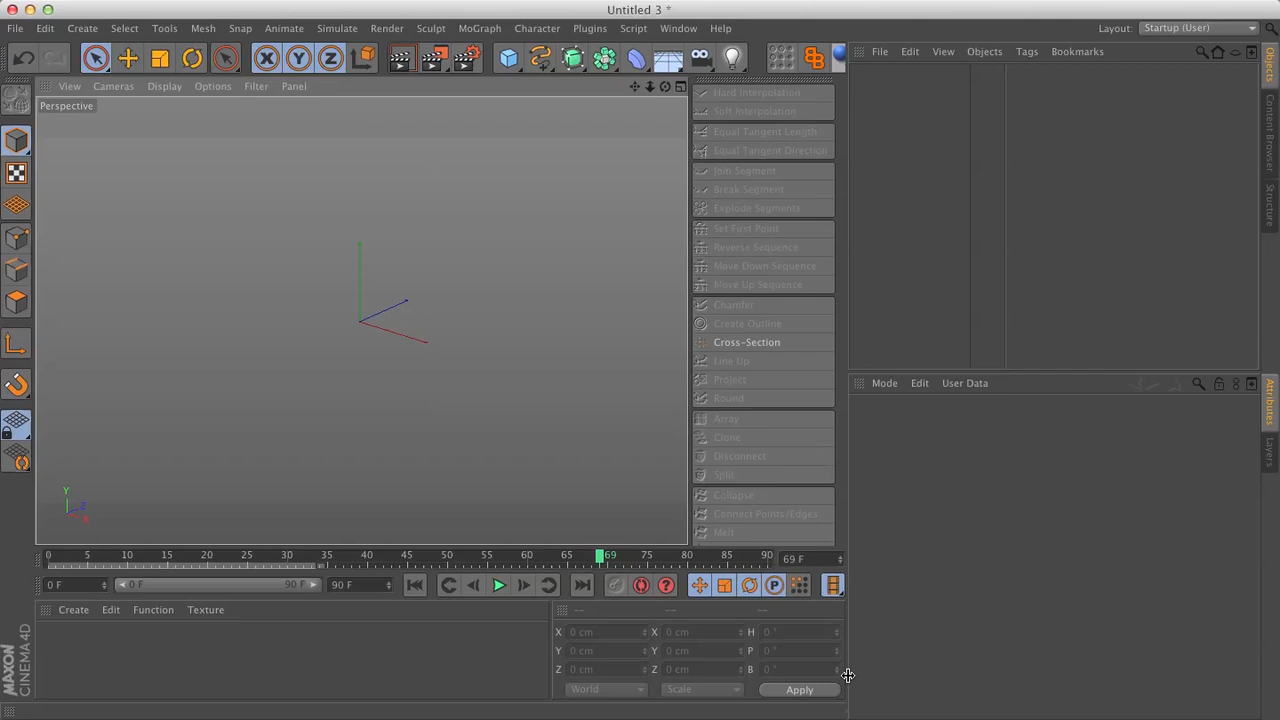 Untitled 3 *
File Edit Create Select Tools Mesh Snap Animate Simulate Render Sculpt MoGraph Character Plugins Script Window Help Layout: Startup (User)
X Y Z
File Edit View Objects Tags Bookmarks
View Cameras Display Options Filter Panel
Perspective
Hard Interpolation
Soft Interpolation
Equal Tangent Length
Equal Tangent Direction
Join Segment
Break Segment
Explode Segments
Set First Point
Reverse Sequence
Move Down Sequence
Move Up Sequence
Chamfer
Create Outline
Cross-Section
Line Up
Project
Round
Array
Clone
Disconnect
Split
Collapse
Connect Points/Edges
Melt
Objects
Content Browser
Structure
Mode Edit User Data
Attributes
Layers
Y
Z
X
0 5 10 15 20 25 30 35 40 45 50 55 60 65 69 75 80 85 90 69 F
0 F 0 F 90 F 90 F P
Create Edit Function Texture
-- -- --
X 0 cm X 0 cm H 0 °
Y 0 cm Y 0 cm P 0 °
Z 0 cm Z 0 cm B 0 °
World Scale Apply
MAXON
CINEMA 4D